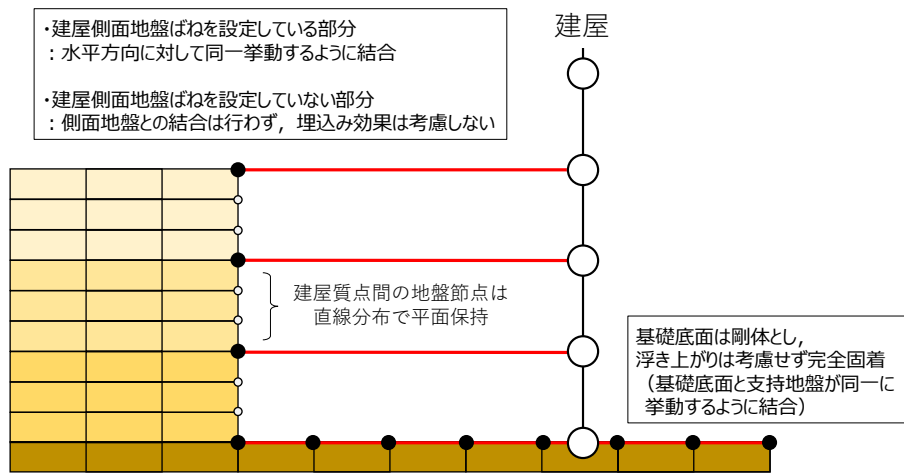 ・建屋側面地盤ばねを設定している部分
：水平方向に対して同一挙動するように結合
・建屋側面地盤ばねを設定していない部分
：側面地盤との結合は行わず，埋込み効果は考慮しない
建屋
建屋質点間の地盤節点は
直線分布で平面保持
基礎底面は剛体とし，
浮き上がりは考慮せず完全固着
（基礎底面と支持地盤が同一に
挙動するように結合）